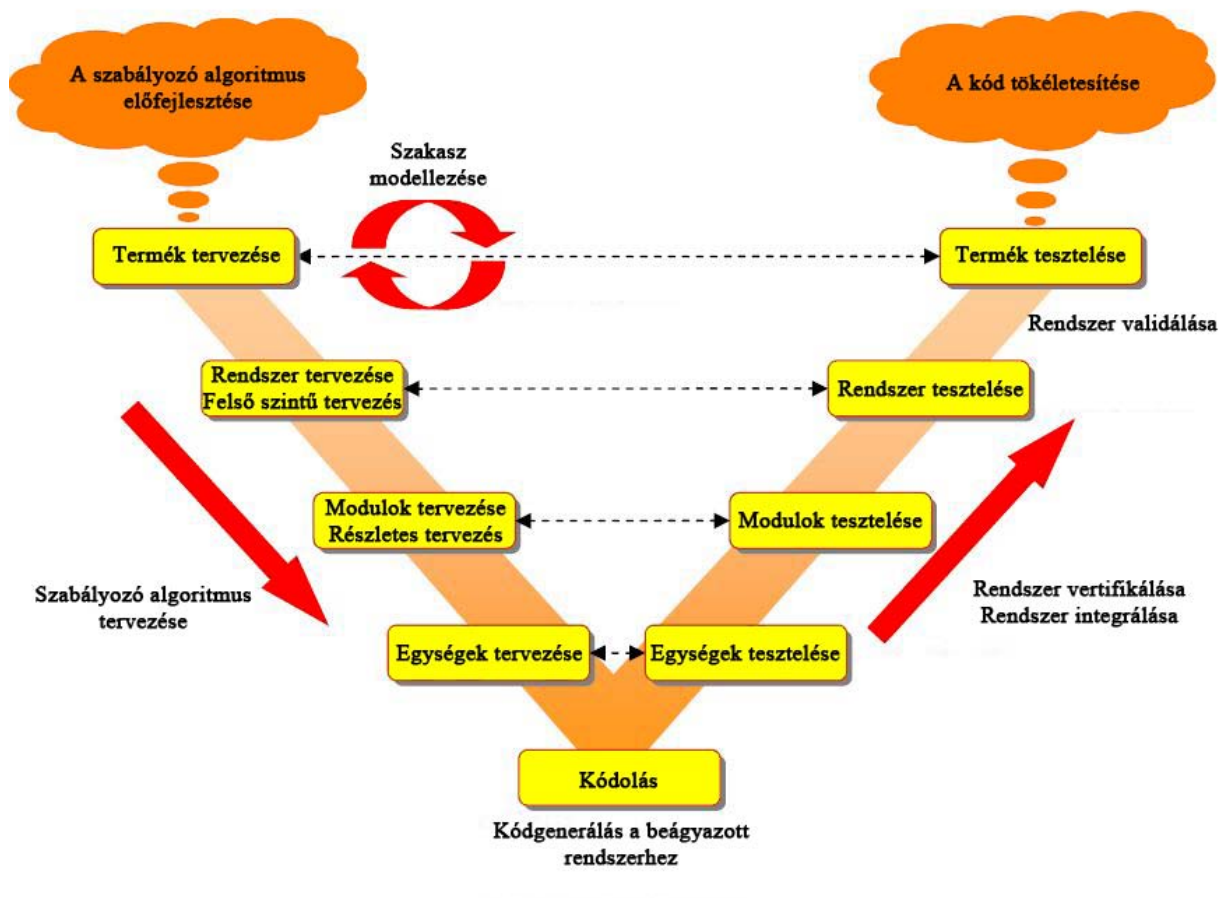 A szabályozó algoritmus
előfejlesztése
A kód tökéletesítése
Szakasz
modellezése
Termék tervezése
Termék tesztelése
Rendszer validálása
Rendszer tervezése
Felső szintű tervezés
Rendszer tesztelése
Modulok tervezése
Részletes tervezés
Modulok tesztelése
Szabályozó algoritmus
tervezése
Rendszer vertifikálása
Rendszer integrálása
Egységek tervezése
Egységek tesztelése
Kódolás
Kódgenerálás a beágyazott
rendszerhez